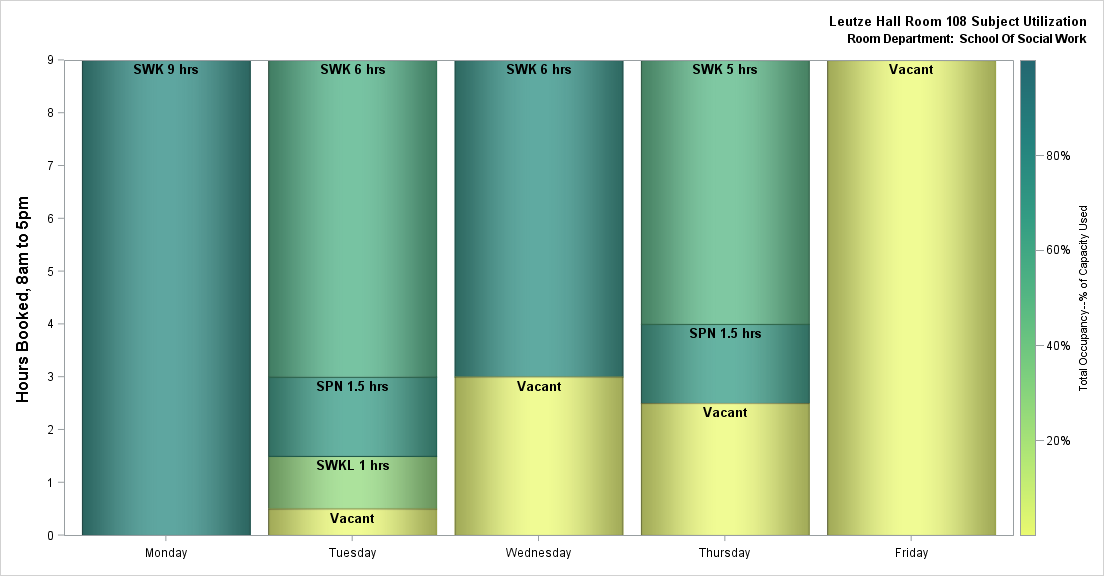 Leutze Hall Room 108 Subject Utilization
Room Department: School Of Social Work
Hours Booked, 8am to 5pm
9
8
7
6
5
4
3
2
1
0
SWK 9 hrs
SWK 6 hrs
SPN 1.5 hrs
SWKL 1 hrs
Vacant
SWK 6 hrs
Vacant
SWK 5 hrs
SPN 1.5 hrs
Vacant
Vacant
Monday
Tuesday
Wednesday
Thursday
Friday
80%
60%
40%
20%
Total Occupancy--% of Capacity Used